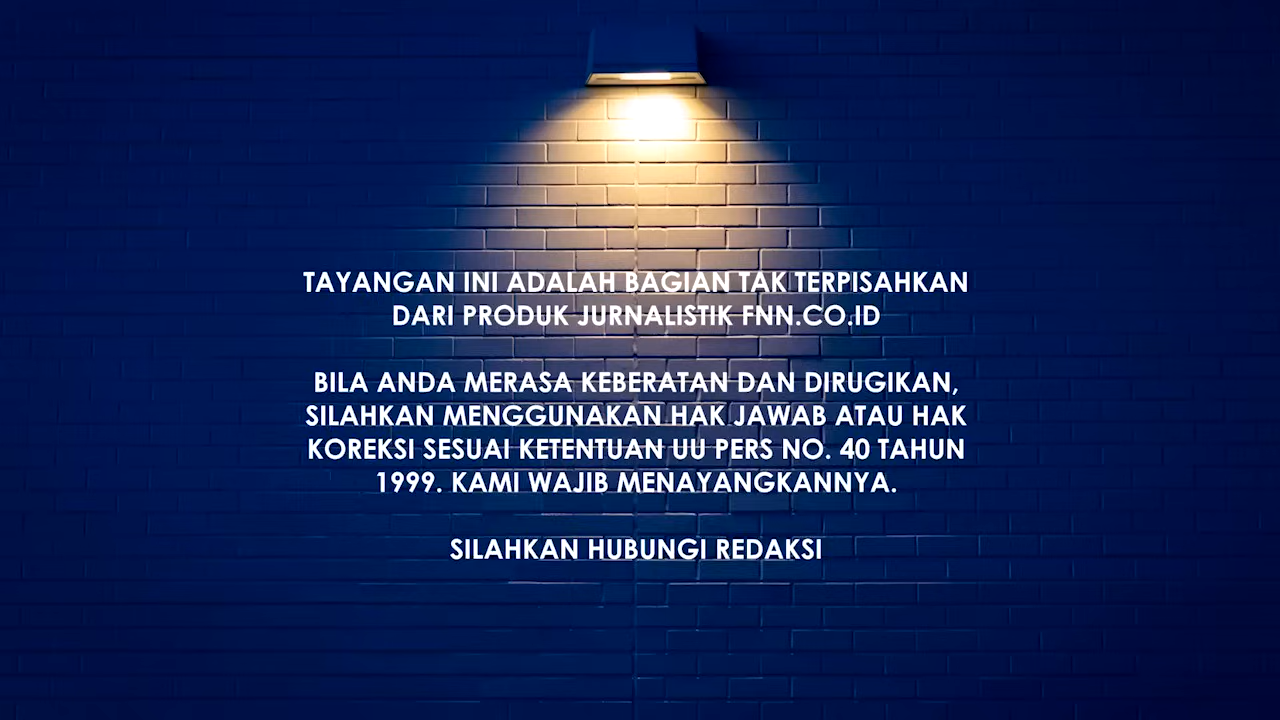 TAYANGAN INI ADALAH BAGIAN TAK TERPISAHKAN
DARI PRODUK JURNALISTIK FNN.CO.ID
BILA ANDA MERASA KEBERATAN DAN DIRUGIKAN,
SILAHKAN MENGGUNAKAN HAK JAWAB ATAU HAK
KOREKSI SESUAI KETENTUAN UU PERS NO. 40 TAHUN
1999. KAMI WAJIB MENAYANGKANNYA.
SILAHKAN HUBUNGI REDAKSI